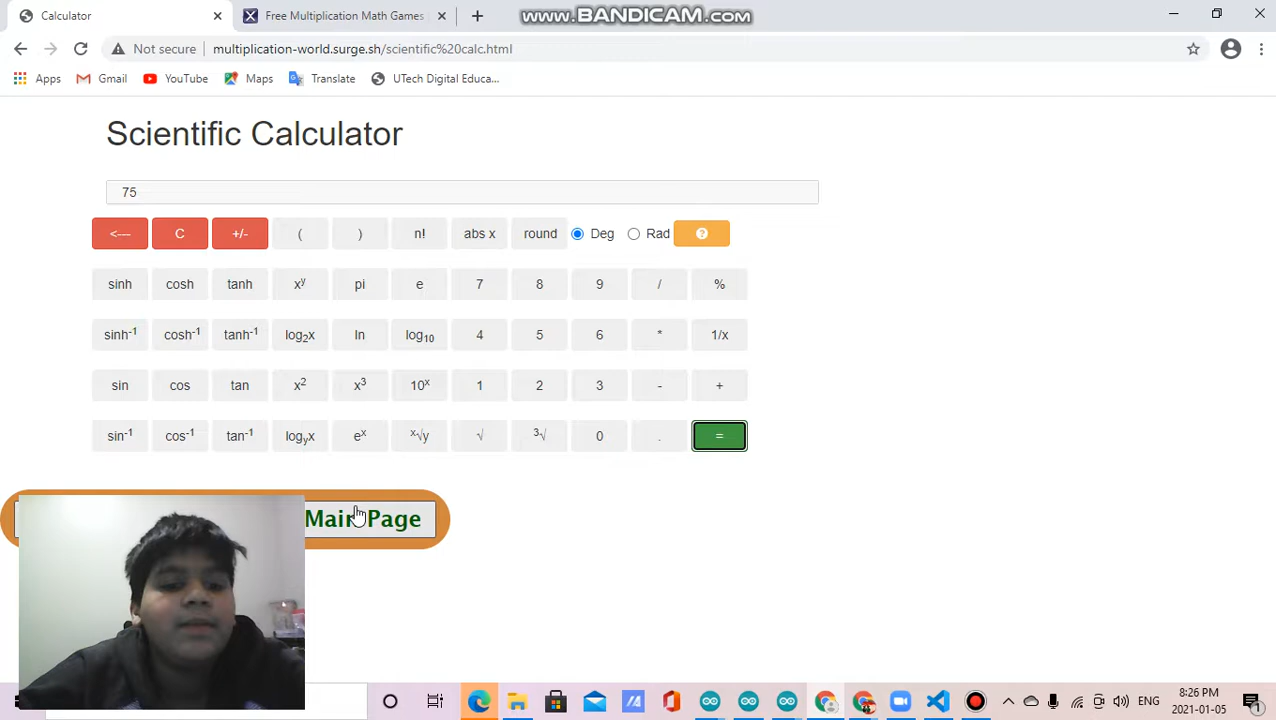 Calculator
Free Multiplication Math Games
www.BANDICAM.com
Not secure
multiplication-world.surge.sh/scientific%20calc.html
Apps
Gmail
YouTube
Maps
Translate
UTech Digital Educa...
Scientific Calculator
75
<--- C +/- ( ) n! abs x round Deg Rad ?
sinh cosh tanh xʸ pi e 7 8 9 / %
sinh⁻¹ cosh⁻¹ tanh⁻¹ log₂x ln log₁₀ 4 5 6 * 1/x
sin cos tan x² x³ 10ˣ 1 2 3 - +
sin⁻¹ cos⁻¹ tan⁻¹ logᵧx eˣ ˣ√y √ ³√ 0 . =
Main Page
ENG
8:26 PM
2021-01-05